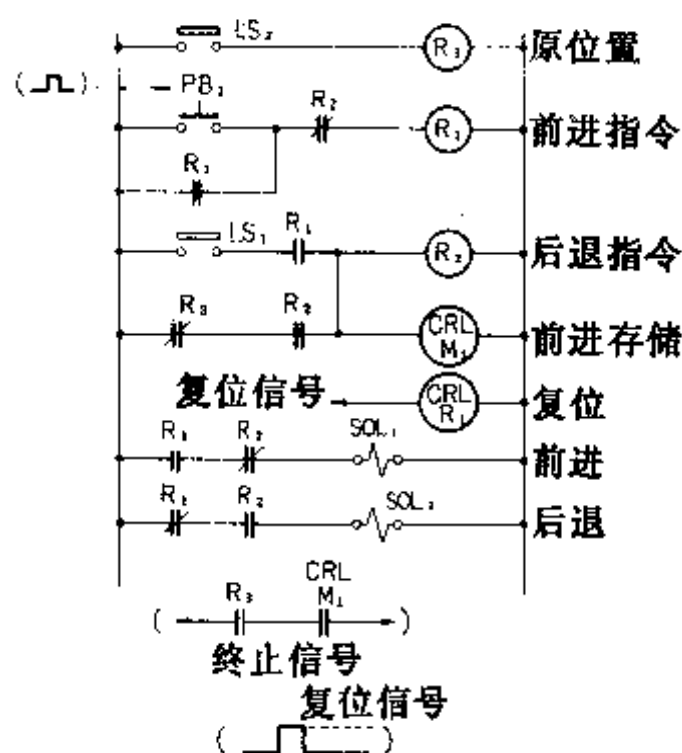 LS₂ R₃ 原位置
PB₁
R₂ R₁ 前进指令
R₁
LS₁ R₁ R₂ 后退指令
R₃ R₂ CRL M₁ 前进存储
复位信号 CRL R₁ 复位
R₁ R₂ SOL₁ 前进
R₁ R₂ SOL₂ 后退
R₃ CRL M₁
终止信号
复位信号